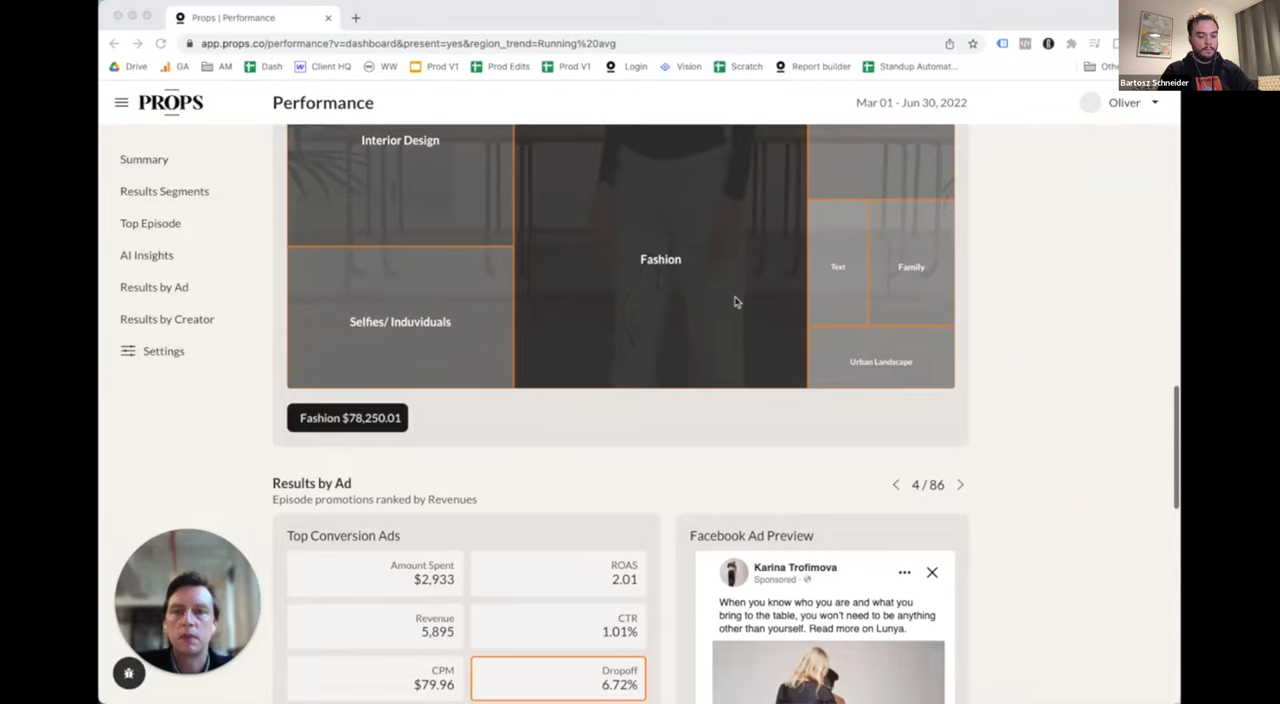 Props | Performance
app.props.co/performance?v=dashboard&present=yes&region_trend=Running%20avg
Drive
GA
AM
Dash
Client HQ
WW
Prod V1
Prod Edits
Prod V1
Login
Vision
Scratch
Report builder
Standup Automat...
Bartosz Schneider
PROPS
Performance
Mar 01 - Jun 30, 2022
Oliver
Summary
Results Segments
Top Episode
AI Insights
Results by Ad
Results by Creator
Settings
Interior Design
Fashion
Selfies/ Induviduals
Text
Family
Urban Landscape
Fashion $78,250.01
Results by Ad
Episode promotions ranked by Revenues
4 / 86
Top Conversion Ads
Amount Spent
$2,933
ROAS
2.01
Revenue
5,895
CTR
1.01%
CPM
$79.96
Dropoff
6.72%
Facebook Ad Preview
Karina Trofimova
Sponsored ·
When you know who you are and what you
bring to the table, you won't need to be anything
other than yourself. Read more on Lunya.